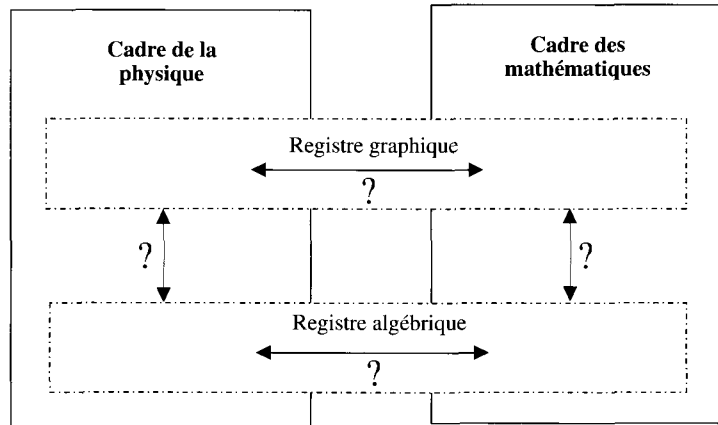 Cadre de la
physique
Cadre des
mathématiques
Registre graphique
?
?
?
Registre algébrique
?